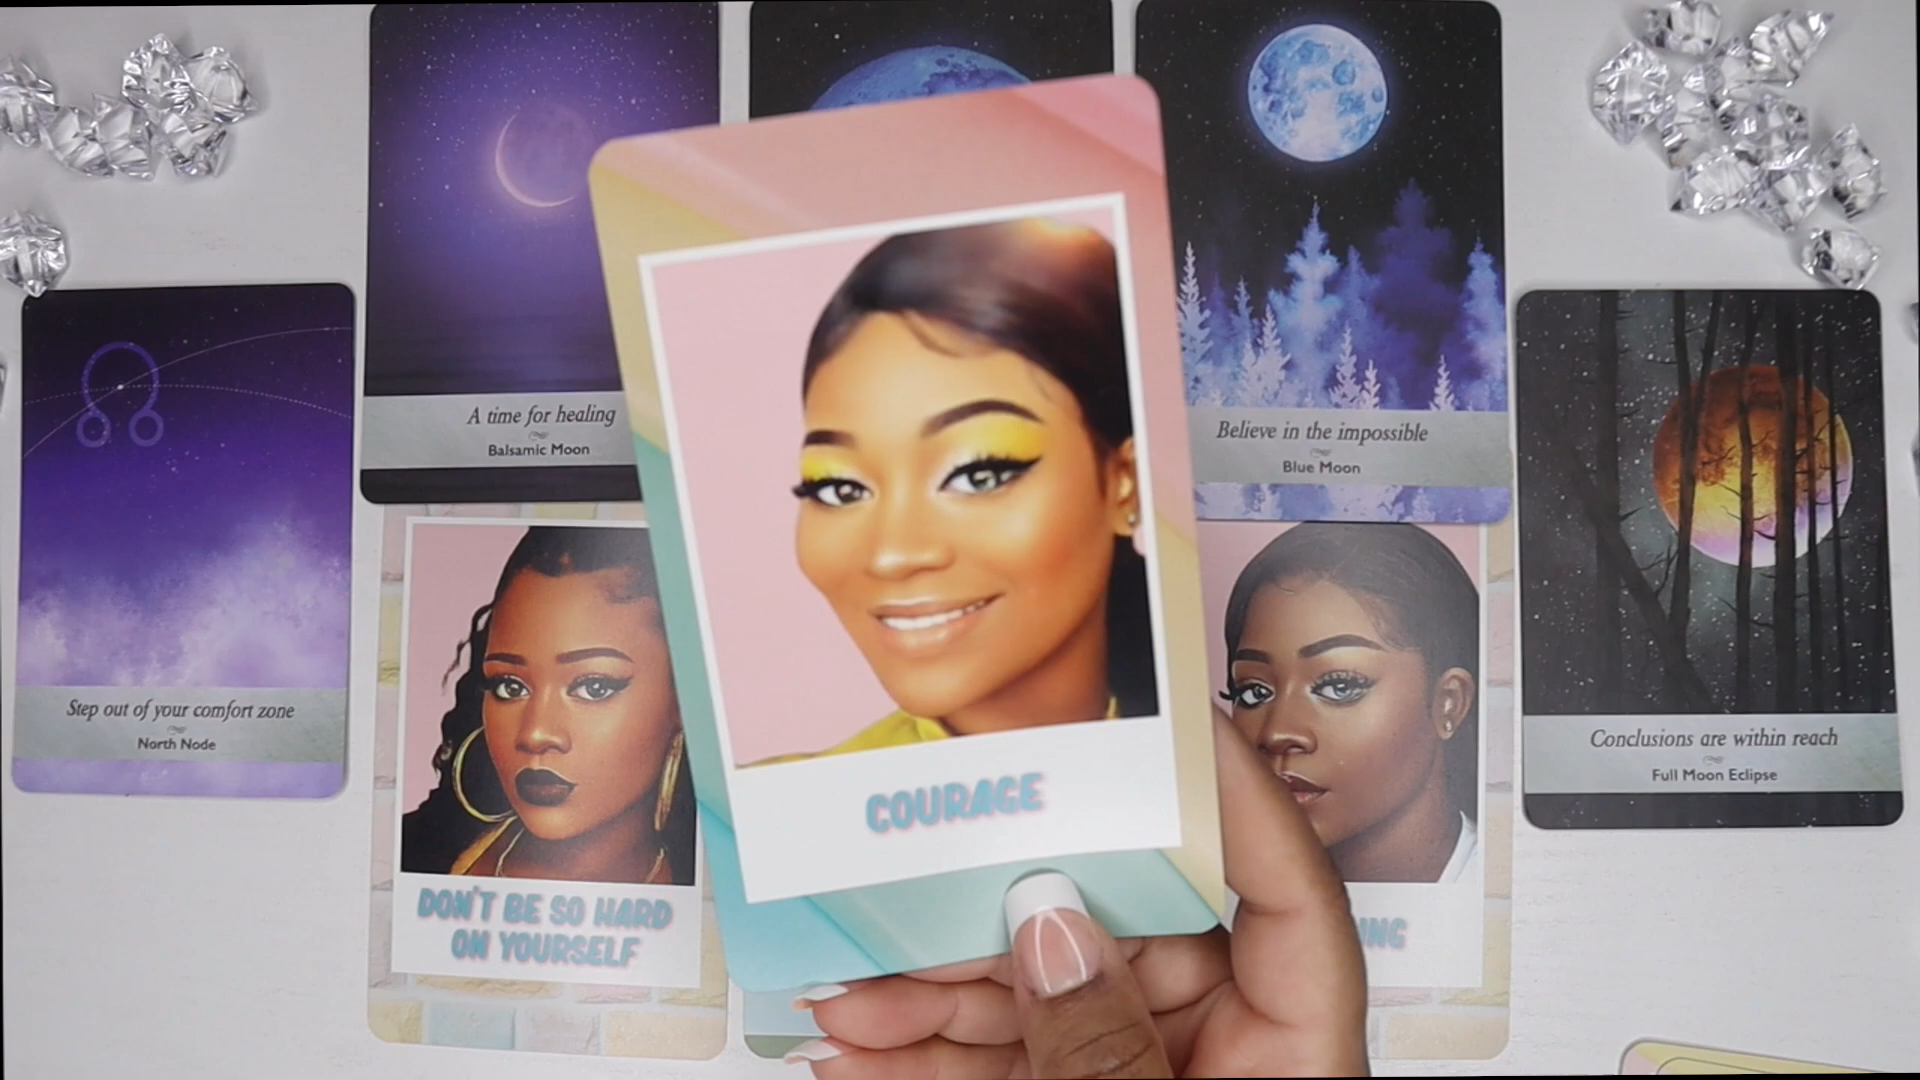 A time for healing
Balsamic Moon
Believe in the impossible
Blue Moon
Step out of your comfort zone
North Node
Conclusions are within reach
Full Moon Eclipse
COURAGE
DON'T BE SO HARD
ON YOURSELF